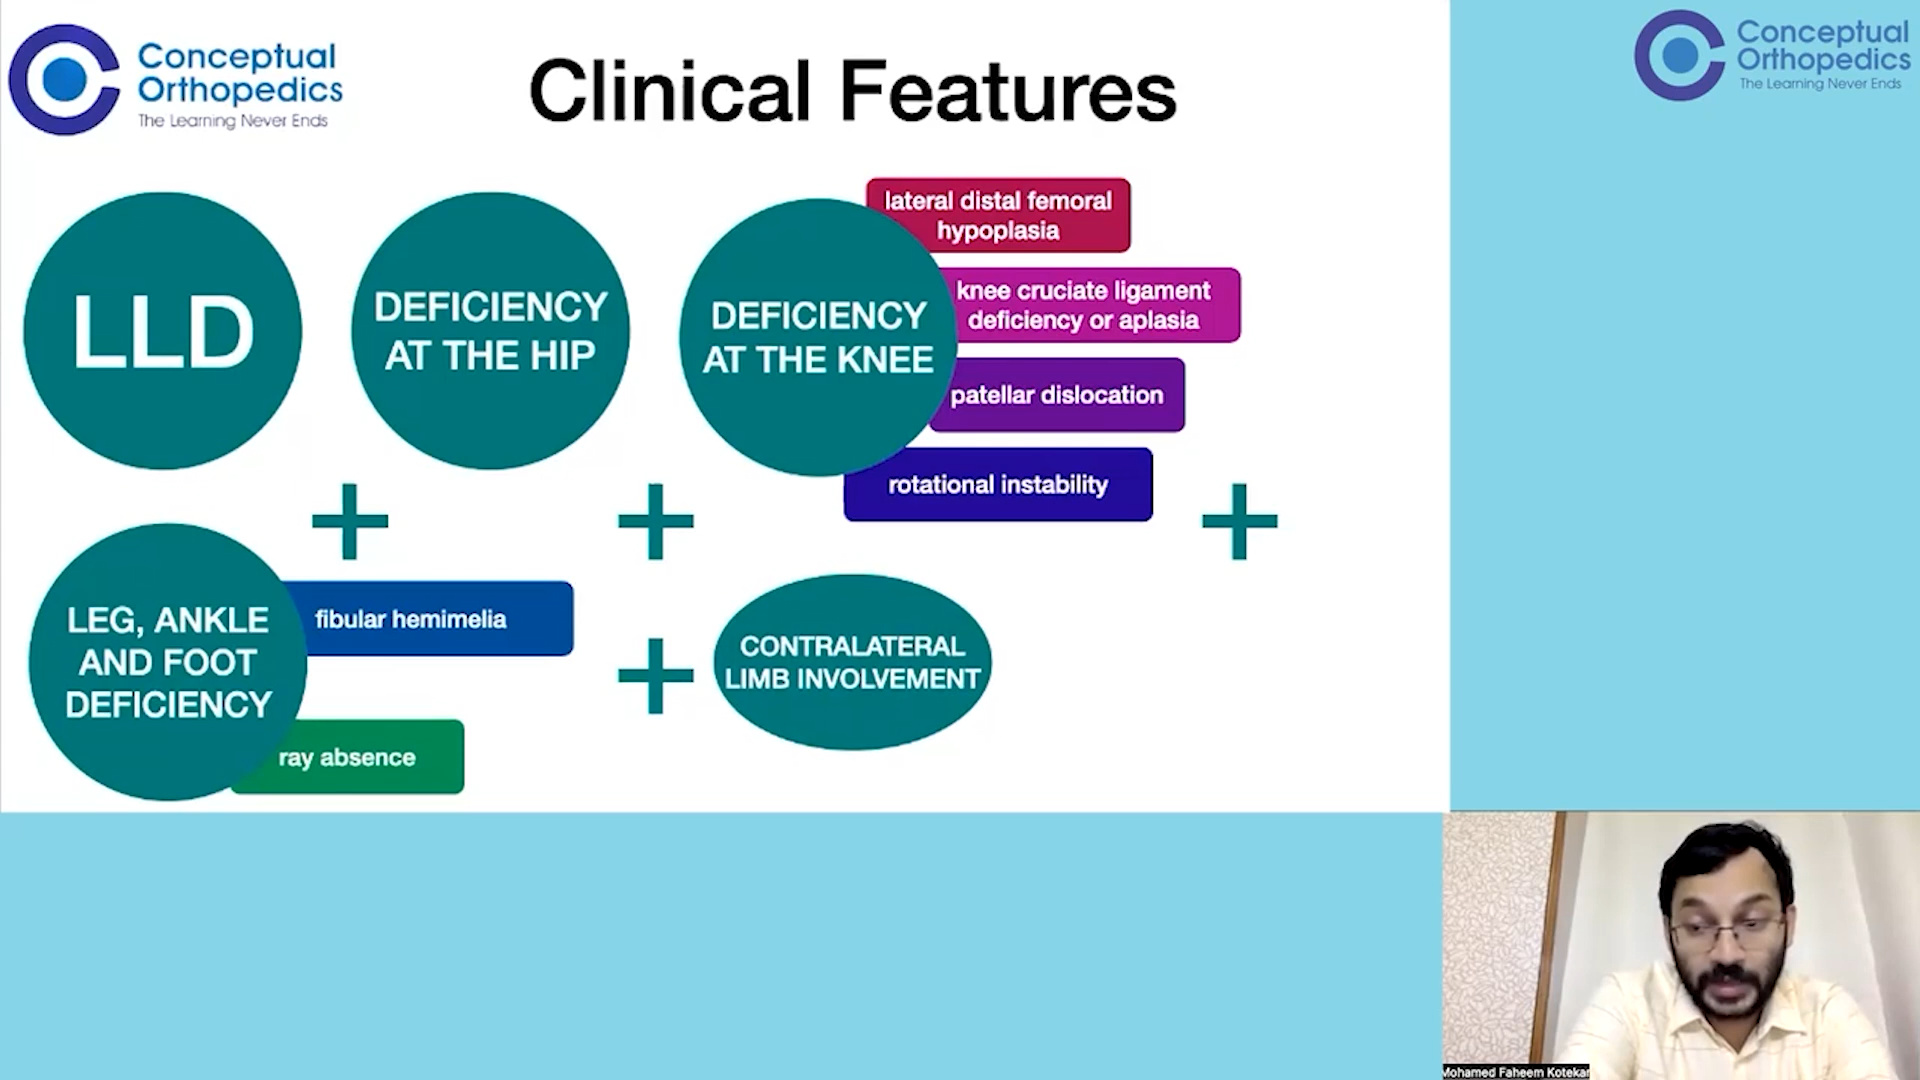 Conceptual
Orthopedics
The Learning Never Ends
Clinical Features
Conceptual
Orthopedics
The Learning Never Ends
LLD
DEFICIENCY
AT THE HIP
DEFICIENCY
AT THE KNEE
lateral distal femoral
hypoplasia
knee cruciate ligament
deficiency or aplasia
patellar dislocation
rotational instability
+
+
+
LEG, ANKLE
AND FOOT
DEFICIENCY
fibular hemimelia
ray absence
+
CONTRALATERAL
LIMB INVOLVEMENT
Mohamed Faheem Kotekar